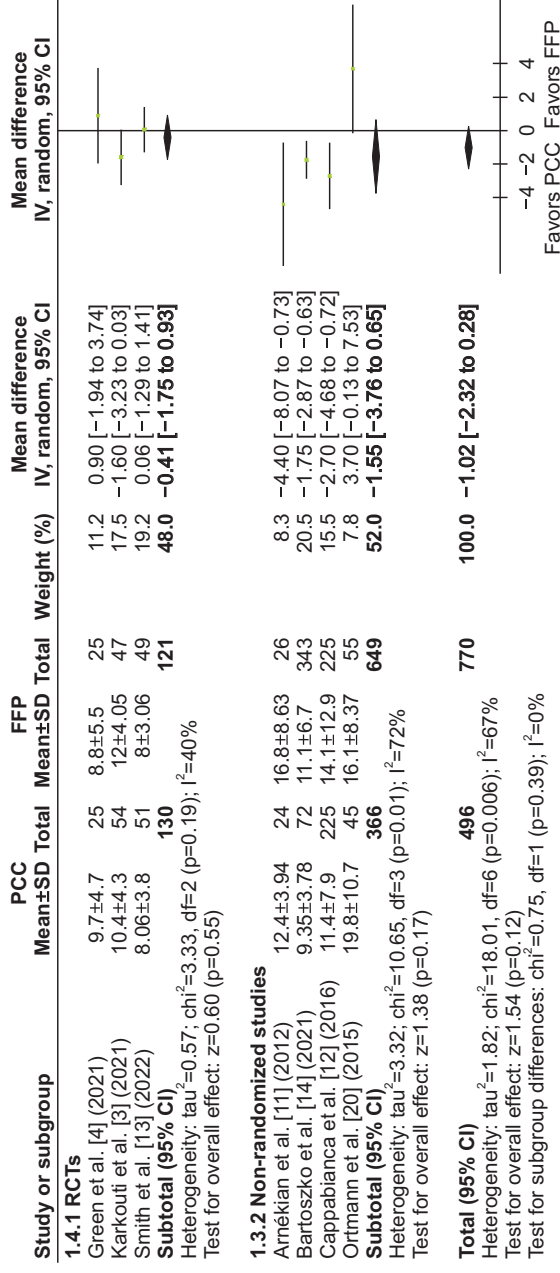 PCC FFP Mean difference Mean difference
Study or subgroup Mean±SD Total Mean±SD Total Weight (%) IV, random, 95% CI IV, random, 95% CI
1.4.1 RCTs
Green et al. [4] (2021) 9.7±4.7 25 8.8±5.5 25 11.2 0.90 [−1.94 to 3.74]
Karkouti et al. [3] (2021) 10.4±4.3 54 12±4.05 47 17.5 −1.60 [−3.23 to 0.03]
Smith et al. [13] (2022) 8.06±3.8 51 8±3.06 49 19.2 0.06 [−1.29 to 1.41]
Subtotal (95% CI) 130 121 48.0 −0.41 [−1.75 to 0.93]
Heterogeneity: tau²=0.57; chi²=3.33, df=2 (p=0.19); I²=40%
Test for overall effect: z=0.60 (p=0.55)
1.3.2 Non-randomized studies
Arnékian et al. [11] (2012) 12.4±3.94 24 16.8±8.63 26 8.3 −4.40 [−8.07 to −0.73]
Bartoszko et al. [14] (2021) 9.35±3.78 72 11.1±6.7 343 20.5 −1.75 [−2.87 to −0.63]
Cappabianca et al. [12] (2016) 11.4±7.9 225 14.1±12.9 225 15.5 −2.70 [−4.68 to −0.72]
Ortmann et al. [20] (2015) 19.8±10.7 45 16.1±8.37 55 7.8 3.70 [−0.13 to 7.53]
Subtotal (95% CI) 366 649 52.0 −1.55 [−3.76 to 0.65]
Heterogeneity: tau²=3.32; chi²=10.65, df=3 (p=0.01); I²=72%
Test for overall effect: z=1.38 (p=0.17)
Total (95% CI) 496 770 100.0 −1.02 [−2.32 to 0.28]
Heterogeneity: tau²=1.82; chi²=18.01, df=6 (p=0.006); I²=67%
Test for overall effect: z=1.54 (p=0.12)
Test for subgroup differences: chi²=0.75, df=1 (p=0.39); I²=0%
−4 −2 0 2 4
Favors PCC Favors FFP